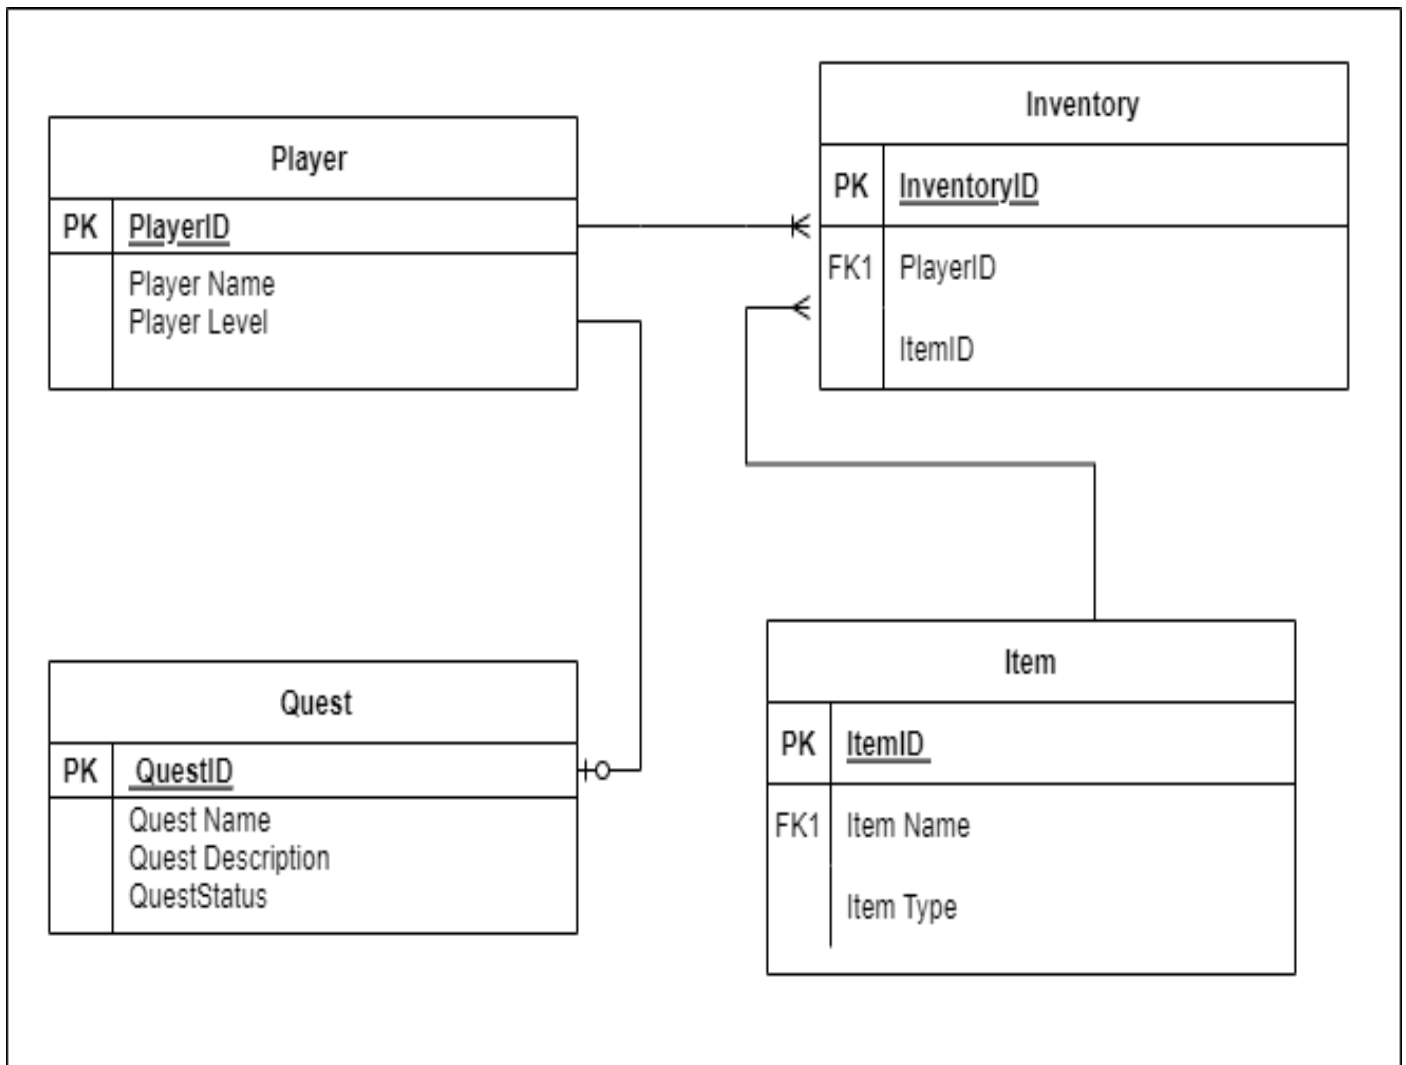 Player
PK PlayerID
Player Name
Player Level
Inventory
PK InventoryID
FK1 PlayerID
ItemID
Quest
PK QuestID
Quest Name
Quest Description
QuestStatus
Item
PK ItemID
FK1 Item Name
Item Type